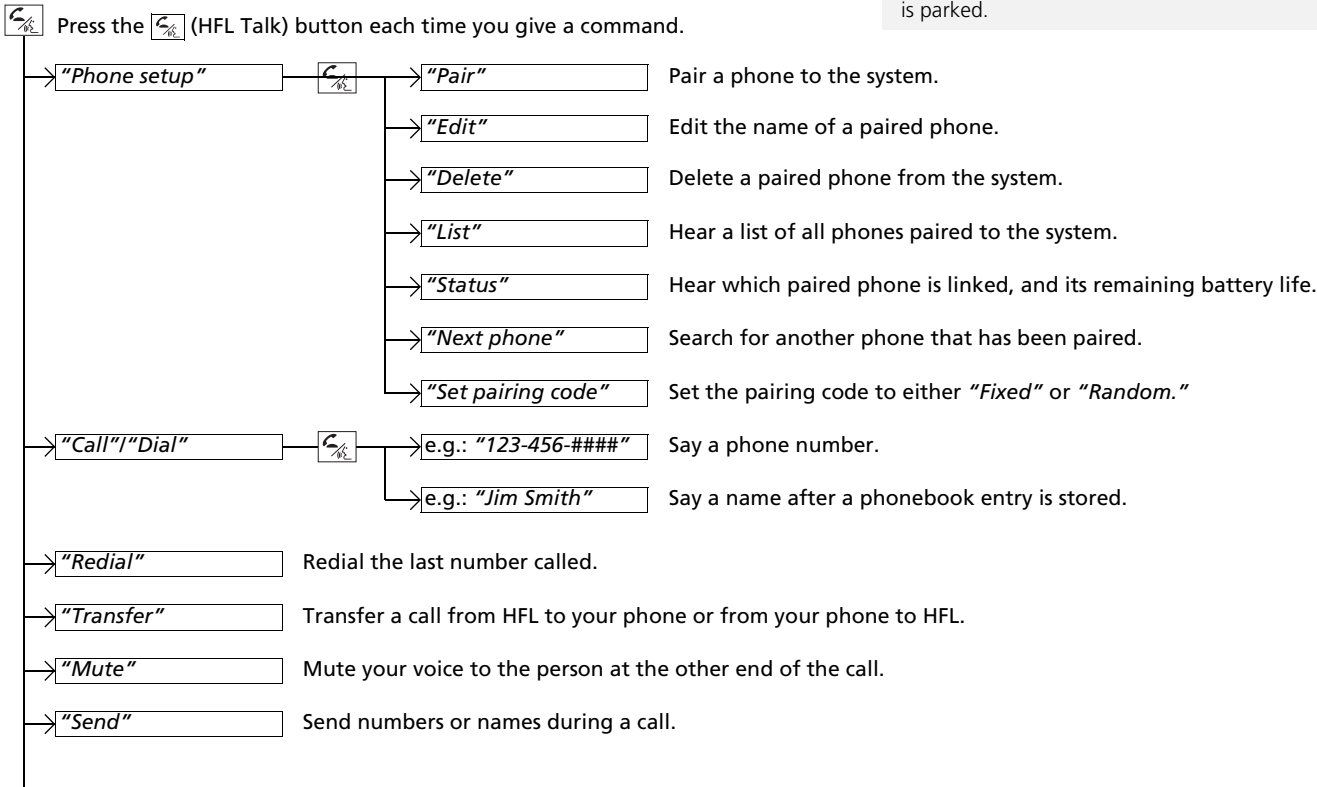 is parked.
Press the (HFL Talk) button each time you give a command.
"Phone setup" "Pair" Pair a phone to the system.
"Edit" Edit the name of a paired phone.
"Delete" Delete a paired phone from the system.
"List" Hear a list of all phones paired to the system.
"Status" Hear which paired phone is linked, and its remaining battery life.
"Next phone" Search for another phone that has been paired.
"Set pairing code" Set the pairing code to either "Fixed" or "Random."
"Call"/"Dial" e.g.: "123-456-####" Say a phone number.
e.g.: "Jim Smith" Say a name after a phonebook entry is stored.
"Redial" Redial the last number called.
"Transfer" Transfer a call from HFL to your phone or from your phone to HFL.
"Mute" Mute your voice to the person at the other end of the call.
"Send" Send numbers or names during a call.